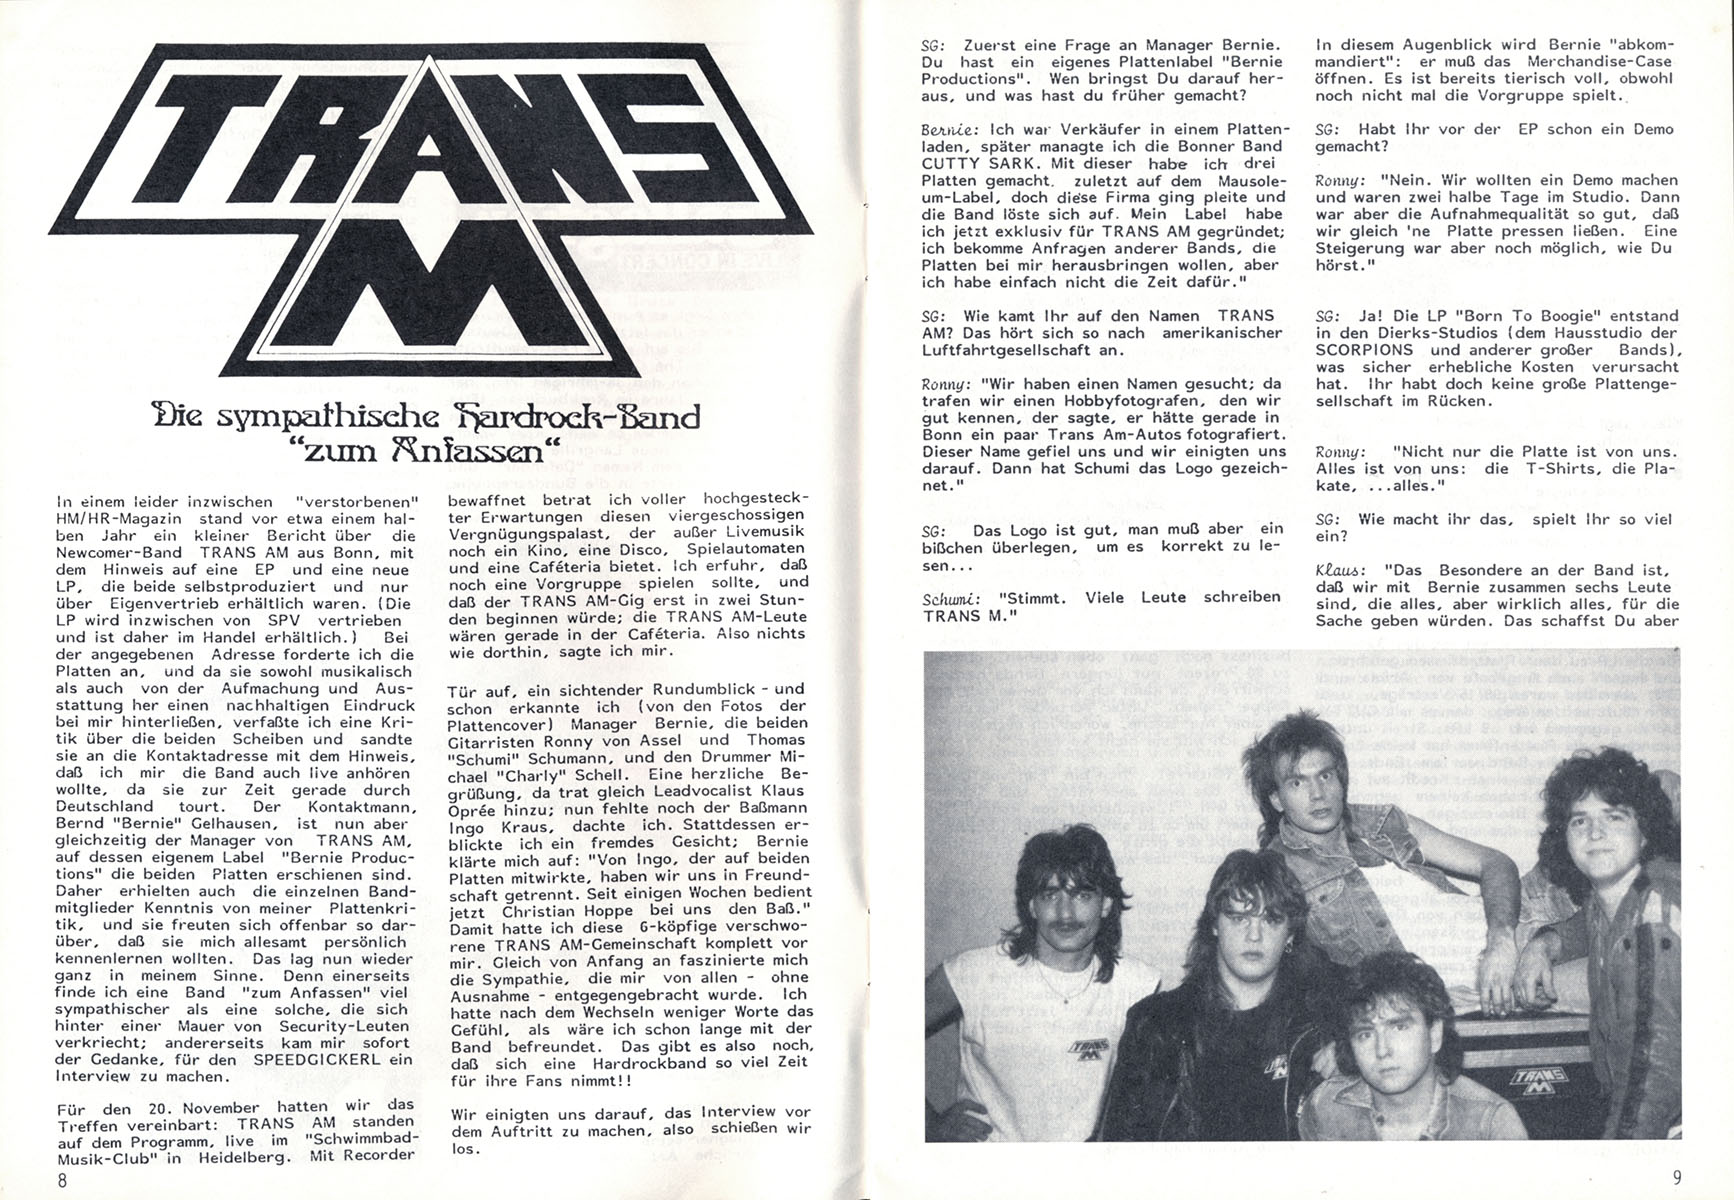 TRANS
AM
Die sympathische Hardrock-Band
"zum Anfassen"
In einem leider inzwischen "verstorbenen"
HM/HR-Magazin stand vor etwa einem hal-
ben Jahr ein kleiner Bericht über die
Newcomer-Band TRANS AM aus Bonn, mit
dem Hinweis auf eine EP und eine neue
LP, die beide selbstproduziert und nur
über Eigenvertrieb erhältlich waren. (Die
LP wird inzwischen von SPV vertrieben
und ist daher im Handel erhältlich.) Bei
der angegebenen Adresse forderte ich die
Platten an, und da sie sowohl musikalisch
als auch von der Aufmachung und Aus-
stattung her einen nachhaltigen Eindruck
bei mir hinterließen, verfaßte ich eine Kri-
tik über die beiden Scheiben und sandte
sie an die Kontaktadresse mit dem Hinweis,
daß ich mir die Band auch live anhören
wollte, da sie zur Zeit gerade durch
Deutschland tourt. Der Kontaktmann,
Bernd "Bernie" Gelhausen, ist nun aber
gleichzeitig der Manager von TRANS AM,
auf dessen eigenem Label "Bernie Produc-
tions" die beiden Platten erschienen sind.
Daher erhielten auch die einzelnen Band-
mitglieder Kenntnis von meiner Plattenkri-
tik, und sie freuten sich offenbar so dar-
über, daß sie mich allesamt persönlich
kennenlernen wollten. Das lag nun wieder
ganz in meinem Sinne. Denn einerseits
finde ich eine Band "zum Anfassen" viel
sympathischer als eine solche, die sich
hinter einer Mauer von Security-Leuten
verkriecht; andererseits kam mir sofort
der Gedanke, für den SPEEDGICKERL ein
Interview zu machen.
Für den 20. November hatten wir das
Treffen vereinbart: TRANS AM standen
auf dem Programm, live im "Schwimmbad-
Musik-Club" in Heidelberg. Mit Recorder
8
bewaffnet betrat ich voller hochgesteck-
ter Erwartungen diesen viergeschossigen
Vergnügungspalast, der außer Livemusik
noch ein Kino, eine Disco, Spielautomaten
und eine Caféteria bietet. Ich erfuhr, daß
noch eine Vorgruppe spielen sollte, und
daß der TRANS AM-Gig erst in zwei Stun-
den beginnen würde; die TRANS AM-Leute
wären gerade in der Caféteria. Also nichts
wie dorthin, sagte ich mir.
Tür auf, ein sichtender Rundumblick - und
schon erkannte ich (von den Fotos der
Plattencover) Manager Bernie, die beiden
Gitarristen Ronny von Assel und Thomas
"Schumi" Schumann, und den Drummer Mi-
chael "Charly" Schell. Eine herzliche Be-
grüßung, da trat gleich Leadvocalist Klaus
Oprée hinzu; nun fehlte noch der Baßmann
Ingo Kraus, dachte ich. Stattdessen er-
blickte ich ein fremdes Gesicht; Bernie
klärte mich auf: "Von Ingo, der auf beiden
Platten mitwirkte, haben wir uns in Freund-
schaft getrennt. Seit einigen Wochen bedient
jetzt Christian Hoppe bei uns den Baß."
Damit hatte ich diese 6-köpfige verschwo-
rene TRANS AM-Gemeinschaft komplett vor
mir. Gleich von Anfang an faszinierte mich
die Sympathie, die mir von allen - ohne
Ausnahme - entgegengebracht wurde. Ich
hatte nach dem Wechseln weniger Worte das
Gefühl, als wäre ich schon lange mit der
Band befreundet. Das gibt es also noch,
daß sich eine Hardrockband so viel Zeit
für ihre Fans nimmt!!
Wir einigten uns darauf, das Interview vor
dem Auftritt zu machen, also schießen wir
los.
SG: Zuerst eine Frage an Manager Bernie.
Du hast ein eigenes Plattenlabel "Bernie
Productions". Wen bringst Du darauf her-
aus, und was hast du früher gemacht?
Bernie: Ich war Verkäufer in einem Platten-
laden, später managte ich die Bonner Band
CUTTY SARK. Mit dieser habe ich drei
Platten gemacht, zuletzt auf dem Mausole-
um-Label, doch diese Firma ging pleite und
die Band löste sich auf. Mein Label habe
ich jetzt exklusiv für TRANS AM gegründet;
ich bekomme Anfragen anderer Bands, die
Platten bei mir herausbringen wollen, aber
ich habe einfach nicht die Zeit dafür."
SG: Wie kamt Ihr auf den Namen TRANS
AM? Das hört sich so nach amerikanischer
Luftfahrtgesellschaft an.
Ronny: "Wir haben einen Namen gesucht; da
trafen wir einen Hobbyfotografen, den wir
gut kennen, der sagte, er hätte gerade in
Bonn ein paar Trans Am-Autos fotografiert.
Dieser Name gefiel uns und wir einigten uns
darauf. Dann hat Schumi das Logo gezeich-
net."
SG: Das Logo ist gut, man muß aber ein
bißchen überlegen, um es korrekt zu le-
sen...
Schumi: "Stimmt. Viele Leute schreiben
TRANS M."
In diesem Augenblick wird Bernie "abkom-
mandiert": er muß das Merchandise-Case
öffnen. Es ist bereits tierisch voll, obwohl
noch nicht mal die Vorgruppe spielt.
SG: Habt Ihr vor der EP schon ein Demo
gemacht?
Ronny: "Nein. Wir wollten ein Demo machen
und waren zwei halbe Tage im Studio. Dann
war aber die Aufnahmequalität so gut, daß
wir gleich 'ne Platte pressen ließen. Eine
Steigerung war aber noch möglich, wie Du
hörst."
SG: Ja! Die LP "Born To Boogie" entstand
in den Dierks-Studios (dem Hausstudio der
SCORPIONS und anderer großer Bands),
was sicher erhebliche Kosten verursacht
hat. Ihr habt doch keine große Plattenge-
sellschaft im Rücken.
Ronny: "Nicht nur die Platte ist von uns.
Alles ist von uns: die T-Shirts, die Pla-
kate, ...alles."
SG: Wie macht ihr das, spielt Ihr so viel
ein?
Klaus: "Das Besondere an der Band ist,
daß wir mit Bernie zusammen sechs Leute
sind, die alles, aber wirklich alles, für die
Sache geben würden. Das schaffst Du aber
TRANS
AM
TRANS
AM
9